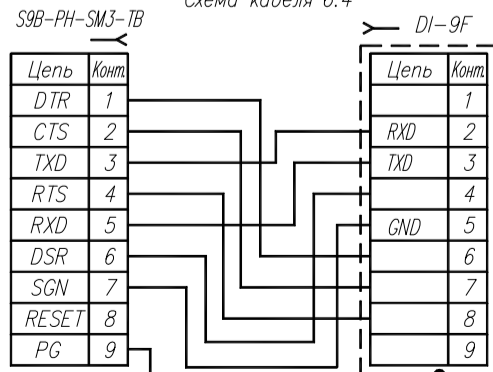 Схема кабеля 6.4
S9B-PH-SM3-TB
DI-9F
Цепь Конт.
DTR 1
CTS 2
TXD 3
RTS 4
RXD 5
DSR 6
SGN 7
RESET 8
PG 9
Цепь Конт.
1
RXD 2
TXD 3
4
GND 5
6
7
8
9